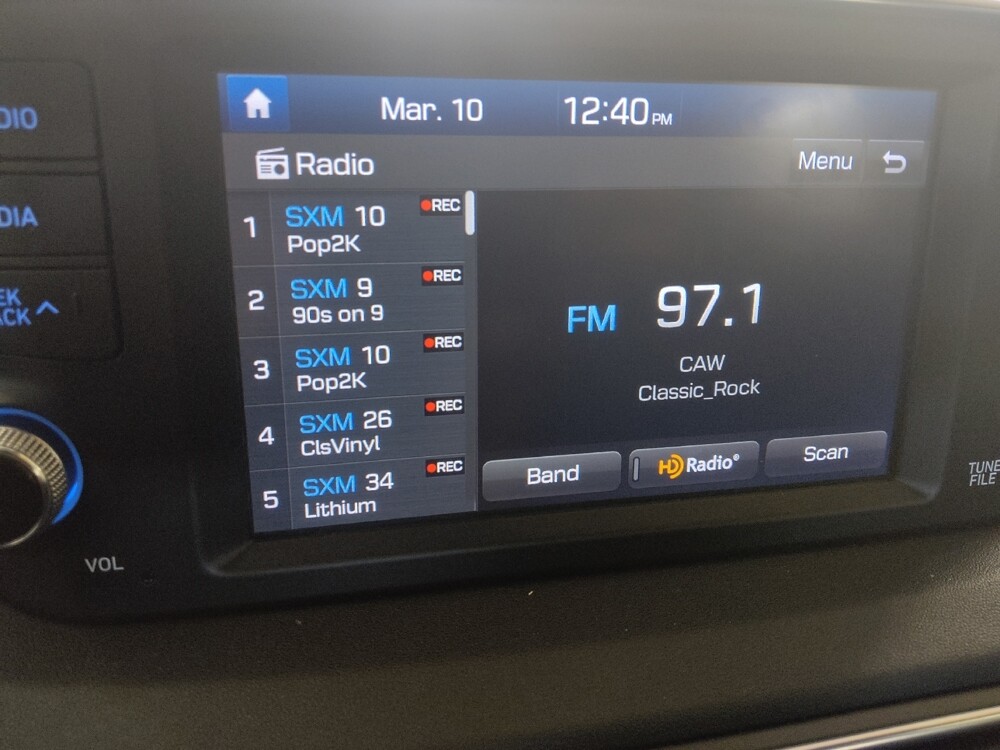 Mar. 10 12:40 PM
Radio
Menu
1 SXM 10 REC
Pop2K
2 SXM 9 REC
90s on 9
3 SXM 10 REC
Pop2K
4 SXM 26 REC
ClsVinyl
5 SXM 34 REC
Lithium
FM 97.1
CAW
Classic_Rock
Band
HD Radio®
Scan
DIO
DIA
EK
ACK
VOL
TUNE
FILE